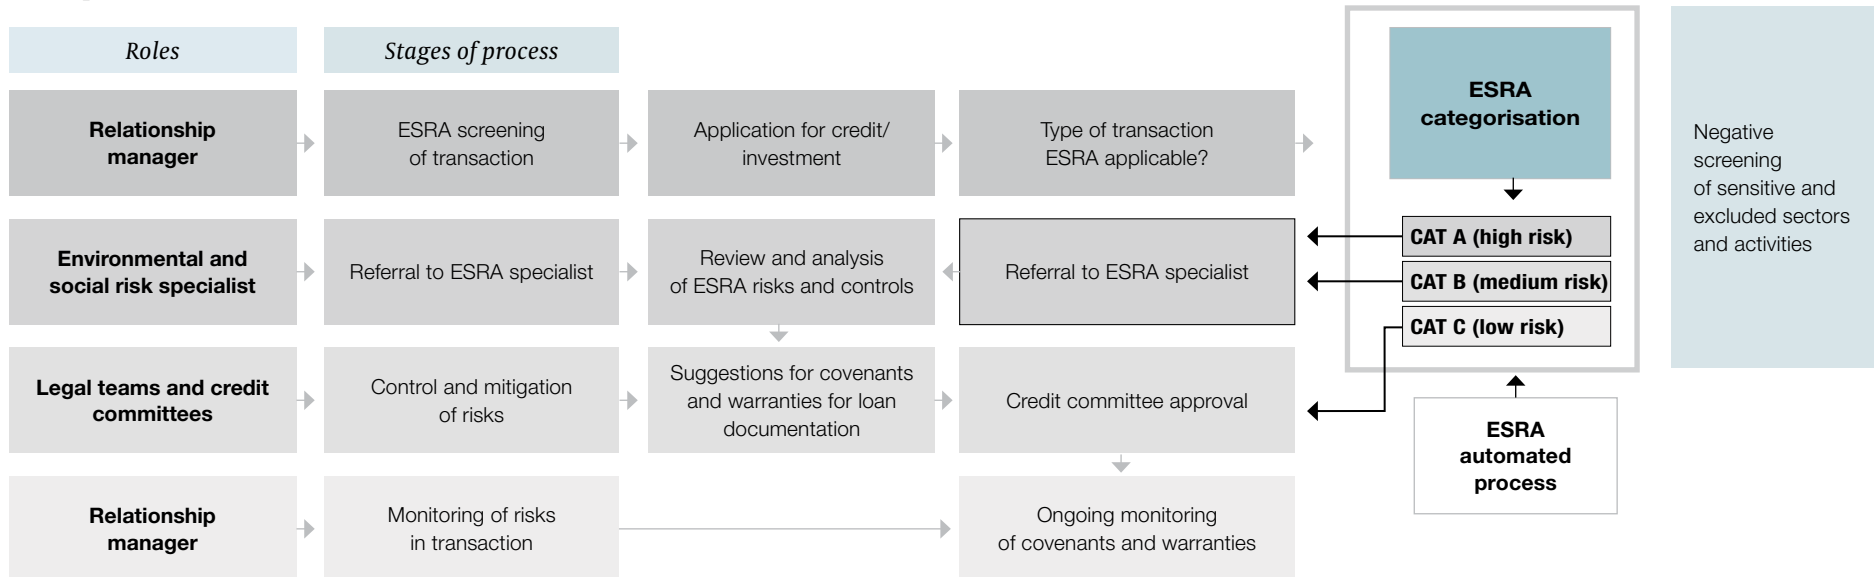 Roles
Stages of process
Relationship
manager
ESRA screening
of transaction
Application for credit/
investment
Type of transaction
ESRA applicable?
ESRA
categorisation
Negative
screening
of sensitive and
excluded sectors
and activities
Environmental and
social risk specialist
Referral to ESRA specialist
Review and analysis
of ESRA risks and controls
Referral to ESRA specialist
CAT A (high risk)
CAT B (medium risk)
CAT C (low risk)
Legal teams and credit
committees
Control and mitigation
of risks
Suggestions for covenants
and warranties for loan
documentation
Credit committee approval
ESRA
automated
process
Relationship
manager
Monitoring of risks
in transaction
Ongoing monitoring
of covenants and warranties